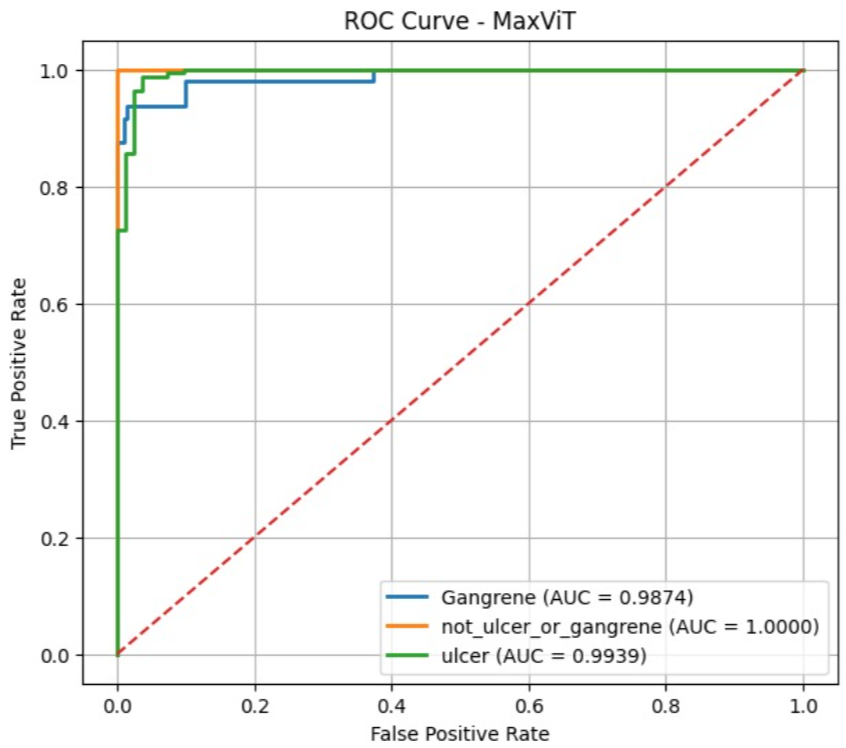 ROC Curve - MaxViT
True Positive Rate
1.0
0.8
0.6
0.4
0.2
0.0
Gangrene (AUC = 0.9874)
not_ulcer_or_gangrene (AUC = 1.0000)
ulcer (AUC = 0.9939)
0.0 0.2 0.4 0.6 0.8 1.0
False Positive Rate